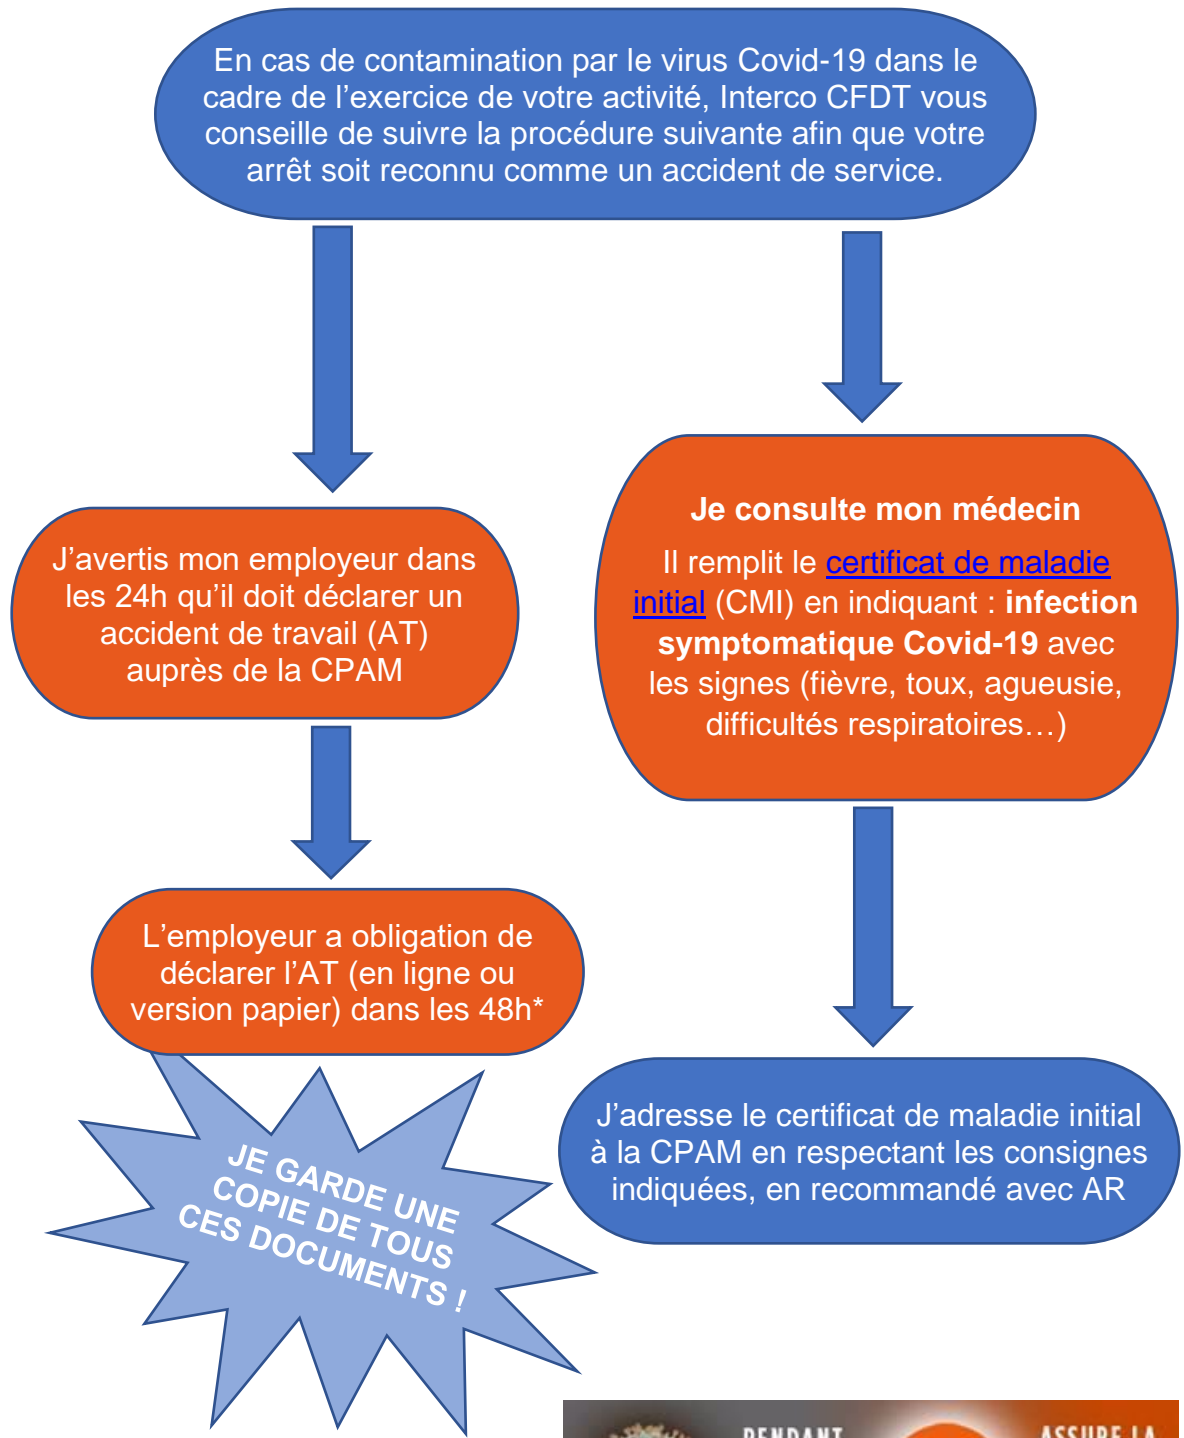 En cas de contamination par le virus Covid-19 dans le
cadre de l’exercice de votre activité, Interco CFDT vous
conseille de suivre la procédure suivante afin que votre
arrêt soit reconnu comme un accident de service.
J’avertis mon employeur dans
les 24h qu’il doit déclarer un
accident de travail (AT)
auprès de la CPAM
Je consulte mon médecin
Il remplit le certificat de maladie
initial (CMI) en indiquant : infection
symptomatique Covid-19 avec
les signes (fièvre, toux, agueusie,
difficultés respiratoires…)
L’employeur a obligation de
déclarer l’AT (en ligne ou
version papier) dans les 48h*
J’adresse le certificat de maladie initial
à la CPAM en respectant les consignes
indiquées, en recommandé avec AR
JE GARDE UNE
COPIE DE TOUS
CES DOCUMENTS !
PENDANT
ASSURE LA